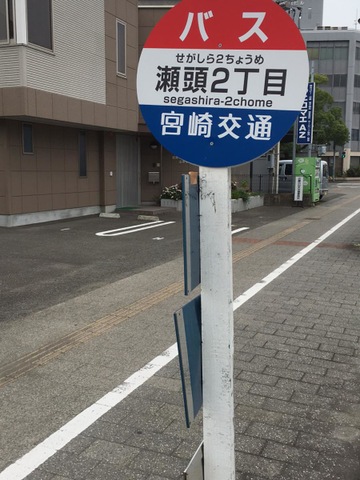 バス
せがしら2ちょうめ
瀬頭2丁目
segashira-2chome
宮崎交通